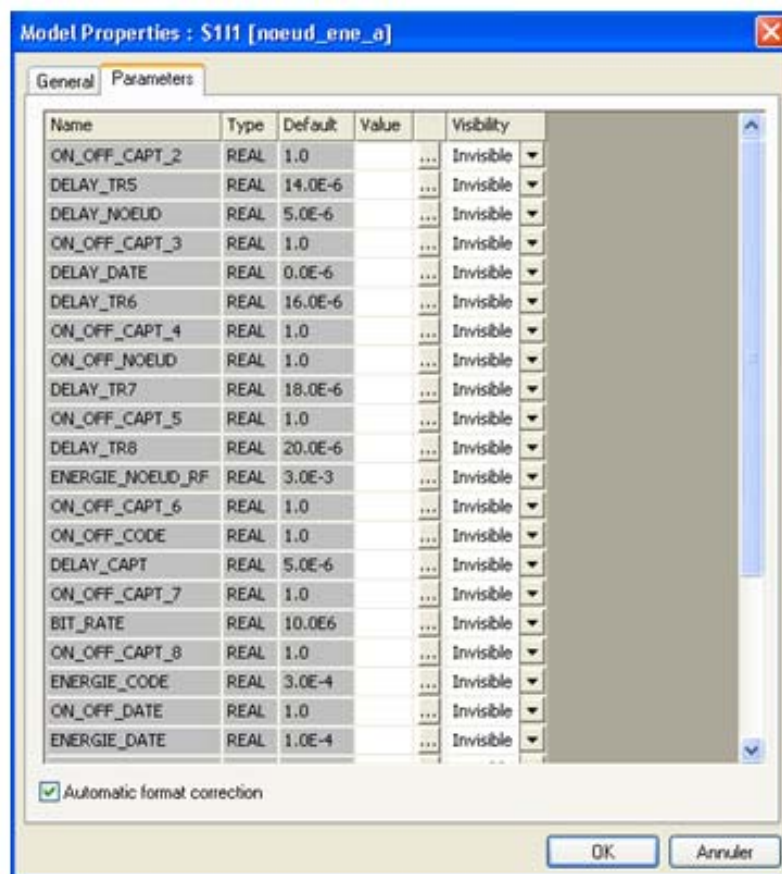 Model Properties : S1I1 [noeud_ene_a]
General Parameters
Name Type Default Value Visibility
ON_OFF_CAPT_2 REAL 1.0 ... Invisible
DELAY_TR5 REAL 14.0E-6 ... Invisible
DELAY_NOEUD REAL 5.0E-6 ... Invisible
ON_OFF_CAPT_3 REAL 1.0 ... Invisible
DELAY_DATE REAL 0.0E-6 ... Invisible
DELAY_TR6 REAL 16.0E-6 ... Invisible
ON_OFF_CAPT_4 REAL 1.0 ... Invisible
ON_OFF_NOEUD REAL 1.0 ... Invisible
DELAY_TR7 REAL 18.0E-6 ... Invisible
ON_OFF_CAPT_5 REAL 1.0 ... Invisible
DELAY_TR8 REAL 20.0E-6 ... Invisible
ENERGIE_NOEUD_RF REAL 3.0E-3 ... Invisible
ON_OFF_CAPT_6 REAL 1.0 ... Invisible
ON_OFF_CODE REAL 1.0 ... Invisible
DELAY_CAPT REAL 5.0E-6 ... Invisible
ON_OFF_CAPT_7 REAL 1.0 ... Invisible
BIT_RATE REAL 10.0E6 ... Invisible
ON_OFF_CAPT_8 REAL 1.0 ... Invisible
ENERGIE_CODE REAL 3.0E-4 ... Invisible
ON_OFF_DATE REAL 1.0 ... Invisible
ENERGIE_DATE REAL 1.0E-4 ... Invisible
Automatic format correction
OK Annuler